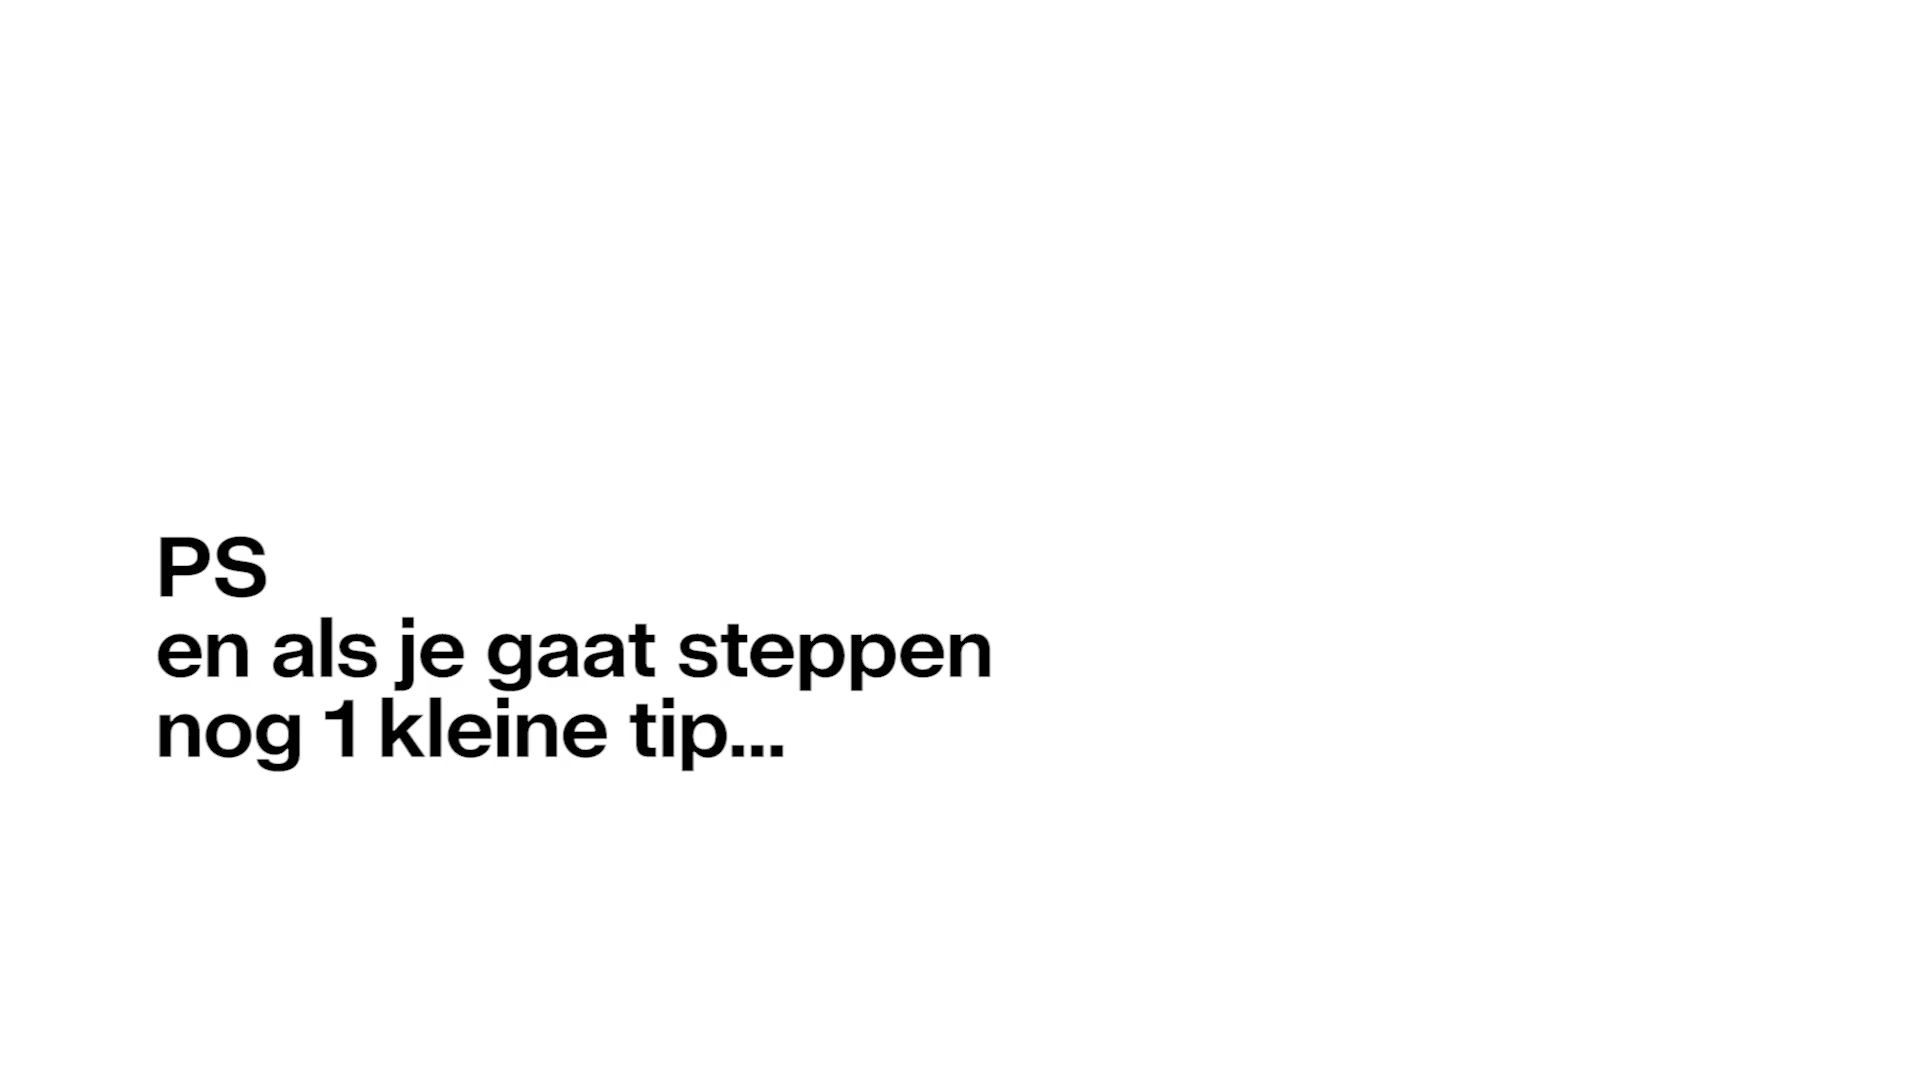 PS
en als je gaat steppen
nog 1 kleine tip...